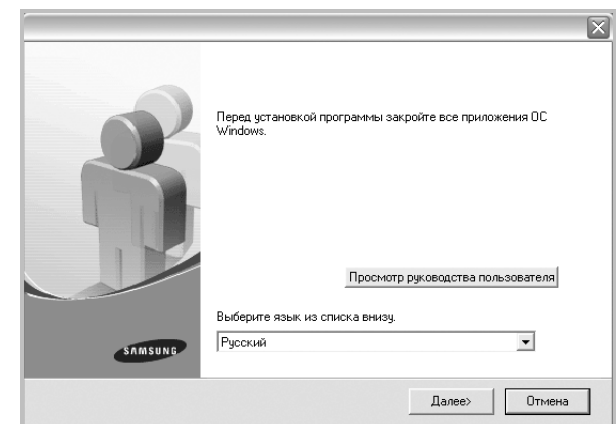 Перед установкой программы закройте все приложения ОС
Windows.
Просмотр руководства пользователя
Выберите язык из списка внизу.
Русский
SAMSUNG
Далее>
Отмена